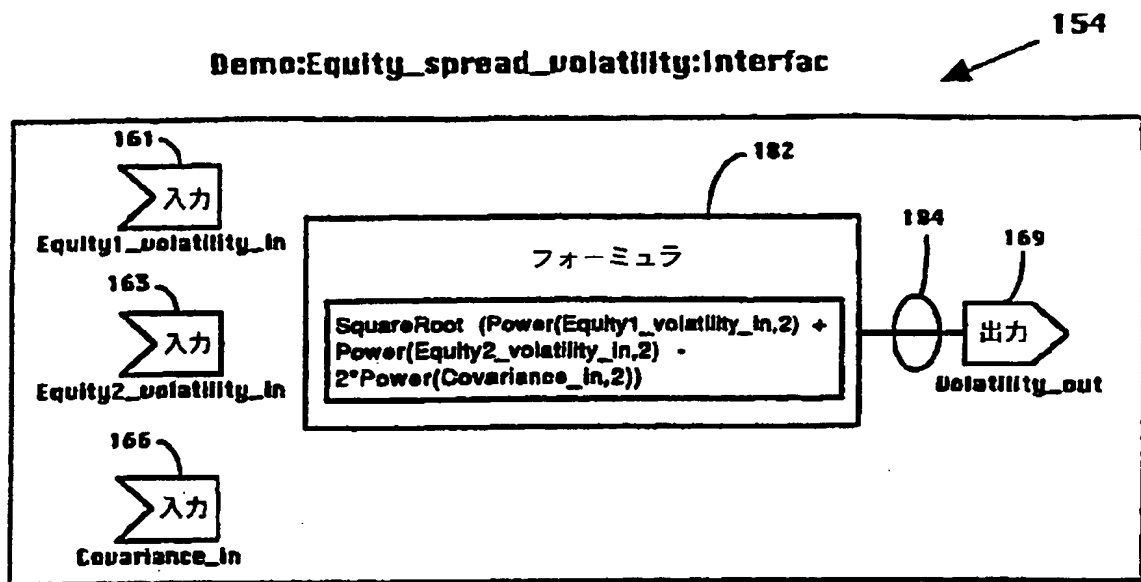 154
Demo:Equity_spread_volatility:Interfac
161
入力
Equity1_volatility_in
163
入力
Equity2_volatility_in
166
入力
Covariance_in
182
フォーミュラ
SquareRoot (Power(Equity1_volatility_in,2) +
Power(Equity2_volatility_in,2) -
2*Power(Covariance_in,2))
184
169
出力
Volatility_out